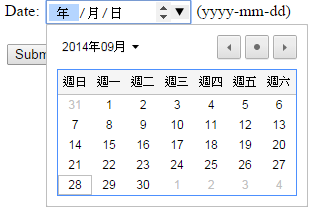 Date: 年/月/日 (yyyy-mm-dd)
2014年09月
Subm
週日 週一 週二 週三 週四 週五 週六
31 1 2 3 4 5 6
7 8 9 10 11 12 13
14 15 16 17 18 19 20
21 22 23 24 25 26 27
28 29 30 1 2 3 4